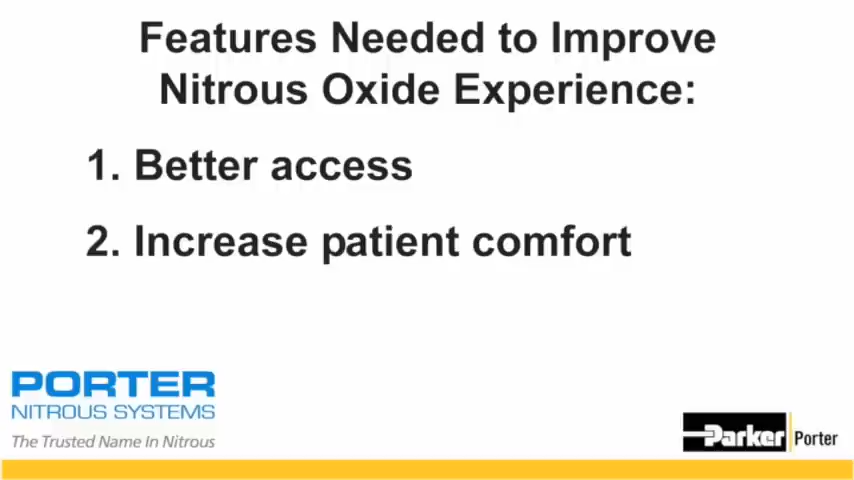 Features Needed to Improve
Nitrous Oxide Experience:
1. Better access
2. Increase patient comfort
PORTER
NITROUS SYSTEMS
The Trusted Name In Nitrous
Parker Porter